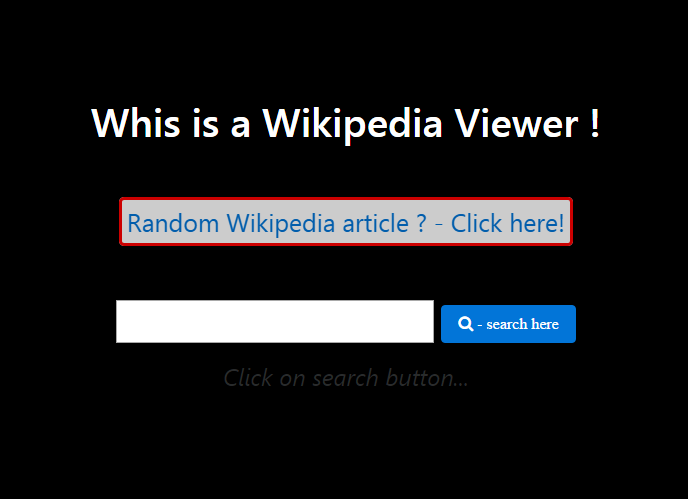 Whis is a Wikipedia Viewer !
Random Wikipedia article ? - Click here!
- search here
Click on search button...